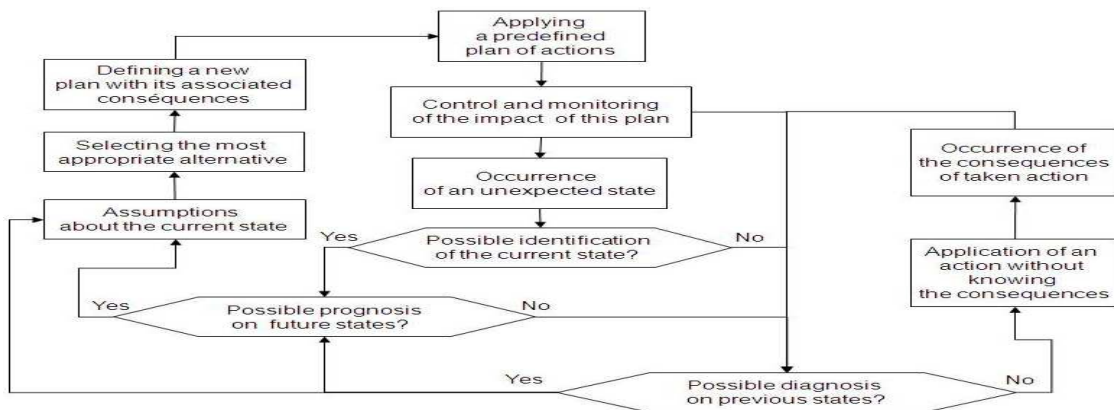 Applying
a predefined
plan of actions
Defining a new
plan with its associated
conséquences
Control and monitoring
of the impact of this plan
Selecting the most
appropriate alternative
Occurrence
of an unexpected state
Occurrence of
the consequences
of taken action
Assumptions
about the current state
Yes
Possible identification
of the current state?
No
Application of an
action without
knowing
the consequences
Yes
Possible prognosis
on future states?
No
Yes
Possible diagnosis
on previous states?
No